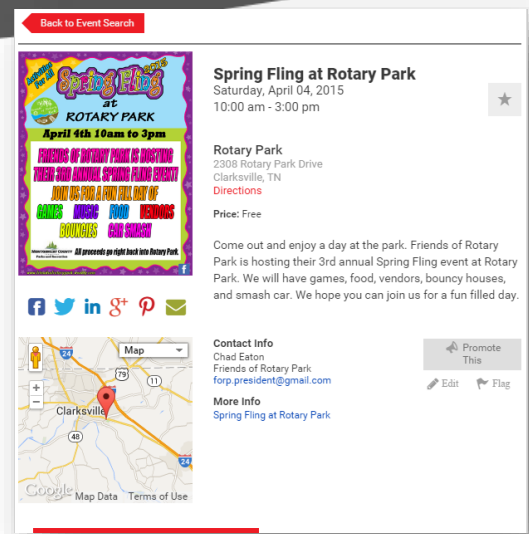 Back to Event Search
Activities
For All
Spring Fling 2015
at
ROTARY PARK
April 4th 10am to 3pm
FRIENDS OF ROTARY PARK IS HOSTING
THEIR 3RD ANNUAL SPRING FLING EVENT!
JOIN US FOR A FUN FILL DAY OF
GAMES MUSIC FOOD VENDORS
BOUNCIES CAR SMASH
All proceeds go right back into Rotary Park.
Spring Fling at Rotary Park
Saturday, April 04, 2015
10:00 am - 3:00 pm
Rotary Park
2308 Rotary Park Drive
Clarksville, TN
Directions
Price: Free
Come out and enjoy a day at the park. Friends of Rotary
Park is hosting their 3rd annual Spring Fling event at Rotary
Park. We will have games, food, vendors, bouncy houses,
and smash car. We hope you can join us for a fun filled day.
Contact Info
Chad Eaton
Friends of Rotary Park
forp.president@gmail.com
More Info
Spring Fling at Rotary Park
Promote
This
Edit Flag
Map
24
79
11
Clarksville
48
24
Google Map Data Terms of Use